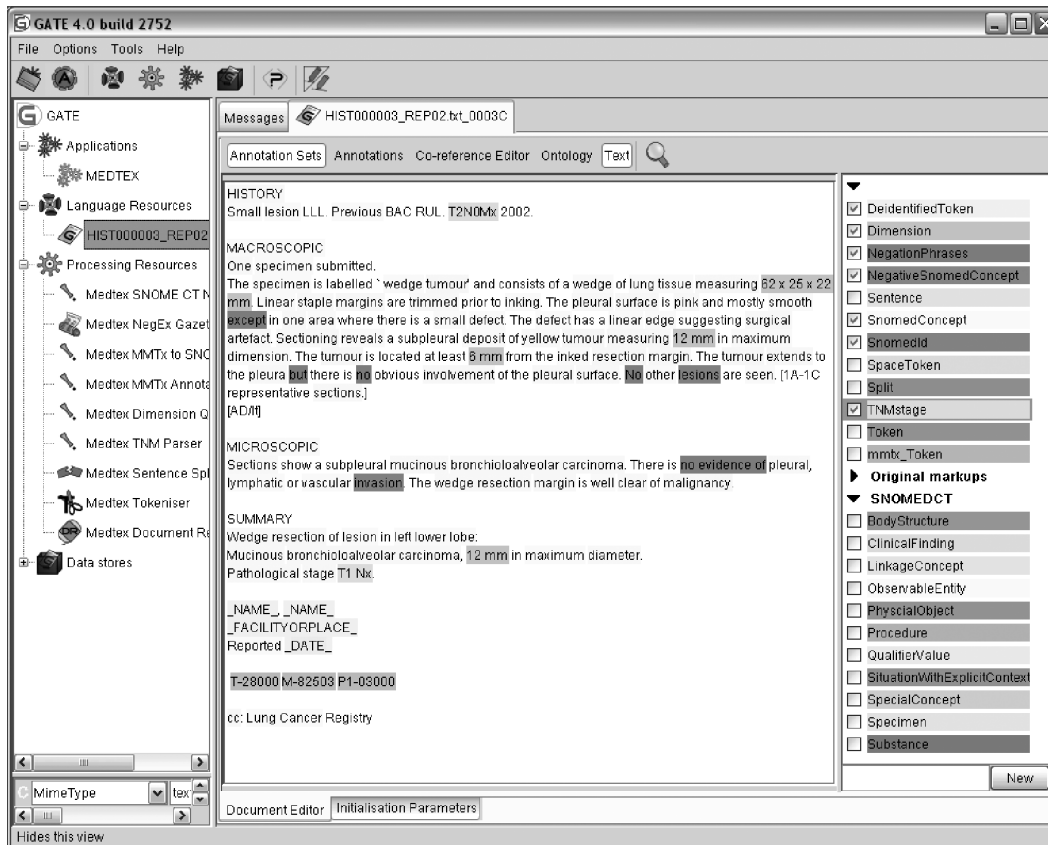 GATE 4.0 build 2752
File Options Tools Help
GATE
Applications
MEDTEX
Language Resources
HIST000003_REP02
Processing Resources
Medtex SNOME CT N
Medtex NegEx Gazet
Medtex MMTx to SNO
Medtex MMTx Annota
Medtex Dimension Q
Medtex TNM Parser
Medtex Sentence Spl
Medtex Tokeniser
Medtex Document Re
Data stores
MimeType
tex
Hides this view
Messages
HIST000003_REP02.txt_0003C
Annotation Sets Annotations Co-reference Editor Ontology Text
HISTORY
Small lesion LLL. Previous BAC RUL. T2N0Mx 2002.
MACROSCOPIC
One specimen submitted.
The specimen is labelled `wedge tumour' and consists of a wedge of lung tissue measuring 62 x 25 x 22
mm. Linear staple margins are trimmed prior to inking. The pleural surface is pink and mostly smooth
except in one area where there is a small defect. The defect has a linear edge suggesting surgical
artefact. Sectioning reveals a subpleural deposit of yellow tumour measuring 12 mm in maximum
dimension. The tumour is located at least 6 mm from the inked resection margin. The tumour extends to
the pleura but there is no obvious involvement of the pleural surface. No other lesions are seen. [1A-1C
representative sections.]
[AD/lf]
MICROSCOPIC
Sections show a subpleural mucinous bronchioloalveolar carcinoma. There is no evidence of pleural,
lymphatic or vascular invasion. The wedge resection margin is well clear of malignancy.
SUMMARY
Wedge resection of lesion in left lower lobe:
Mucinous bronchioloalveolar carcinoma, 12 mm in maximum diameter.
Pathological stage T1 Nx.
_NAME_, _NAME_
_FACILITYORPLACE_
Reported _DATE_
T-28000 M-82503 P1-03000
cc: Lung Cancer Registry
Document Editor Initialisation Parameters
DeidentifiedToken
Dimension
NegationPhrases
NegativeSnomedConcept
Sentence
SnomedConcept
SnomedId
SpaceToken
Split
TNMstage
Token
mmtx_Token
Original markups
SNOMEDCT
BodyStructure
ClinicalFinding
LinkageConcept
ObservableEntity
PhyscialObject
Procedure
QualifierValue
SituationWithExplicitContext
SpecialConcept
Specimen
Substance
New